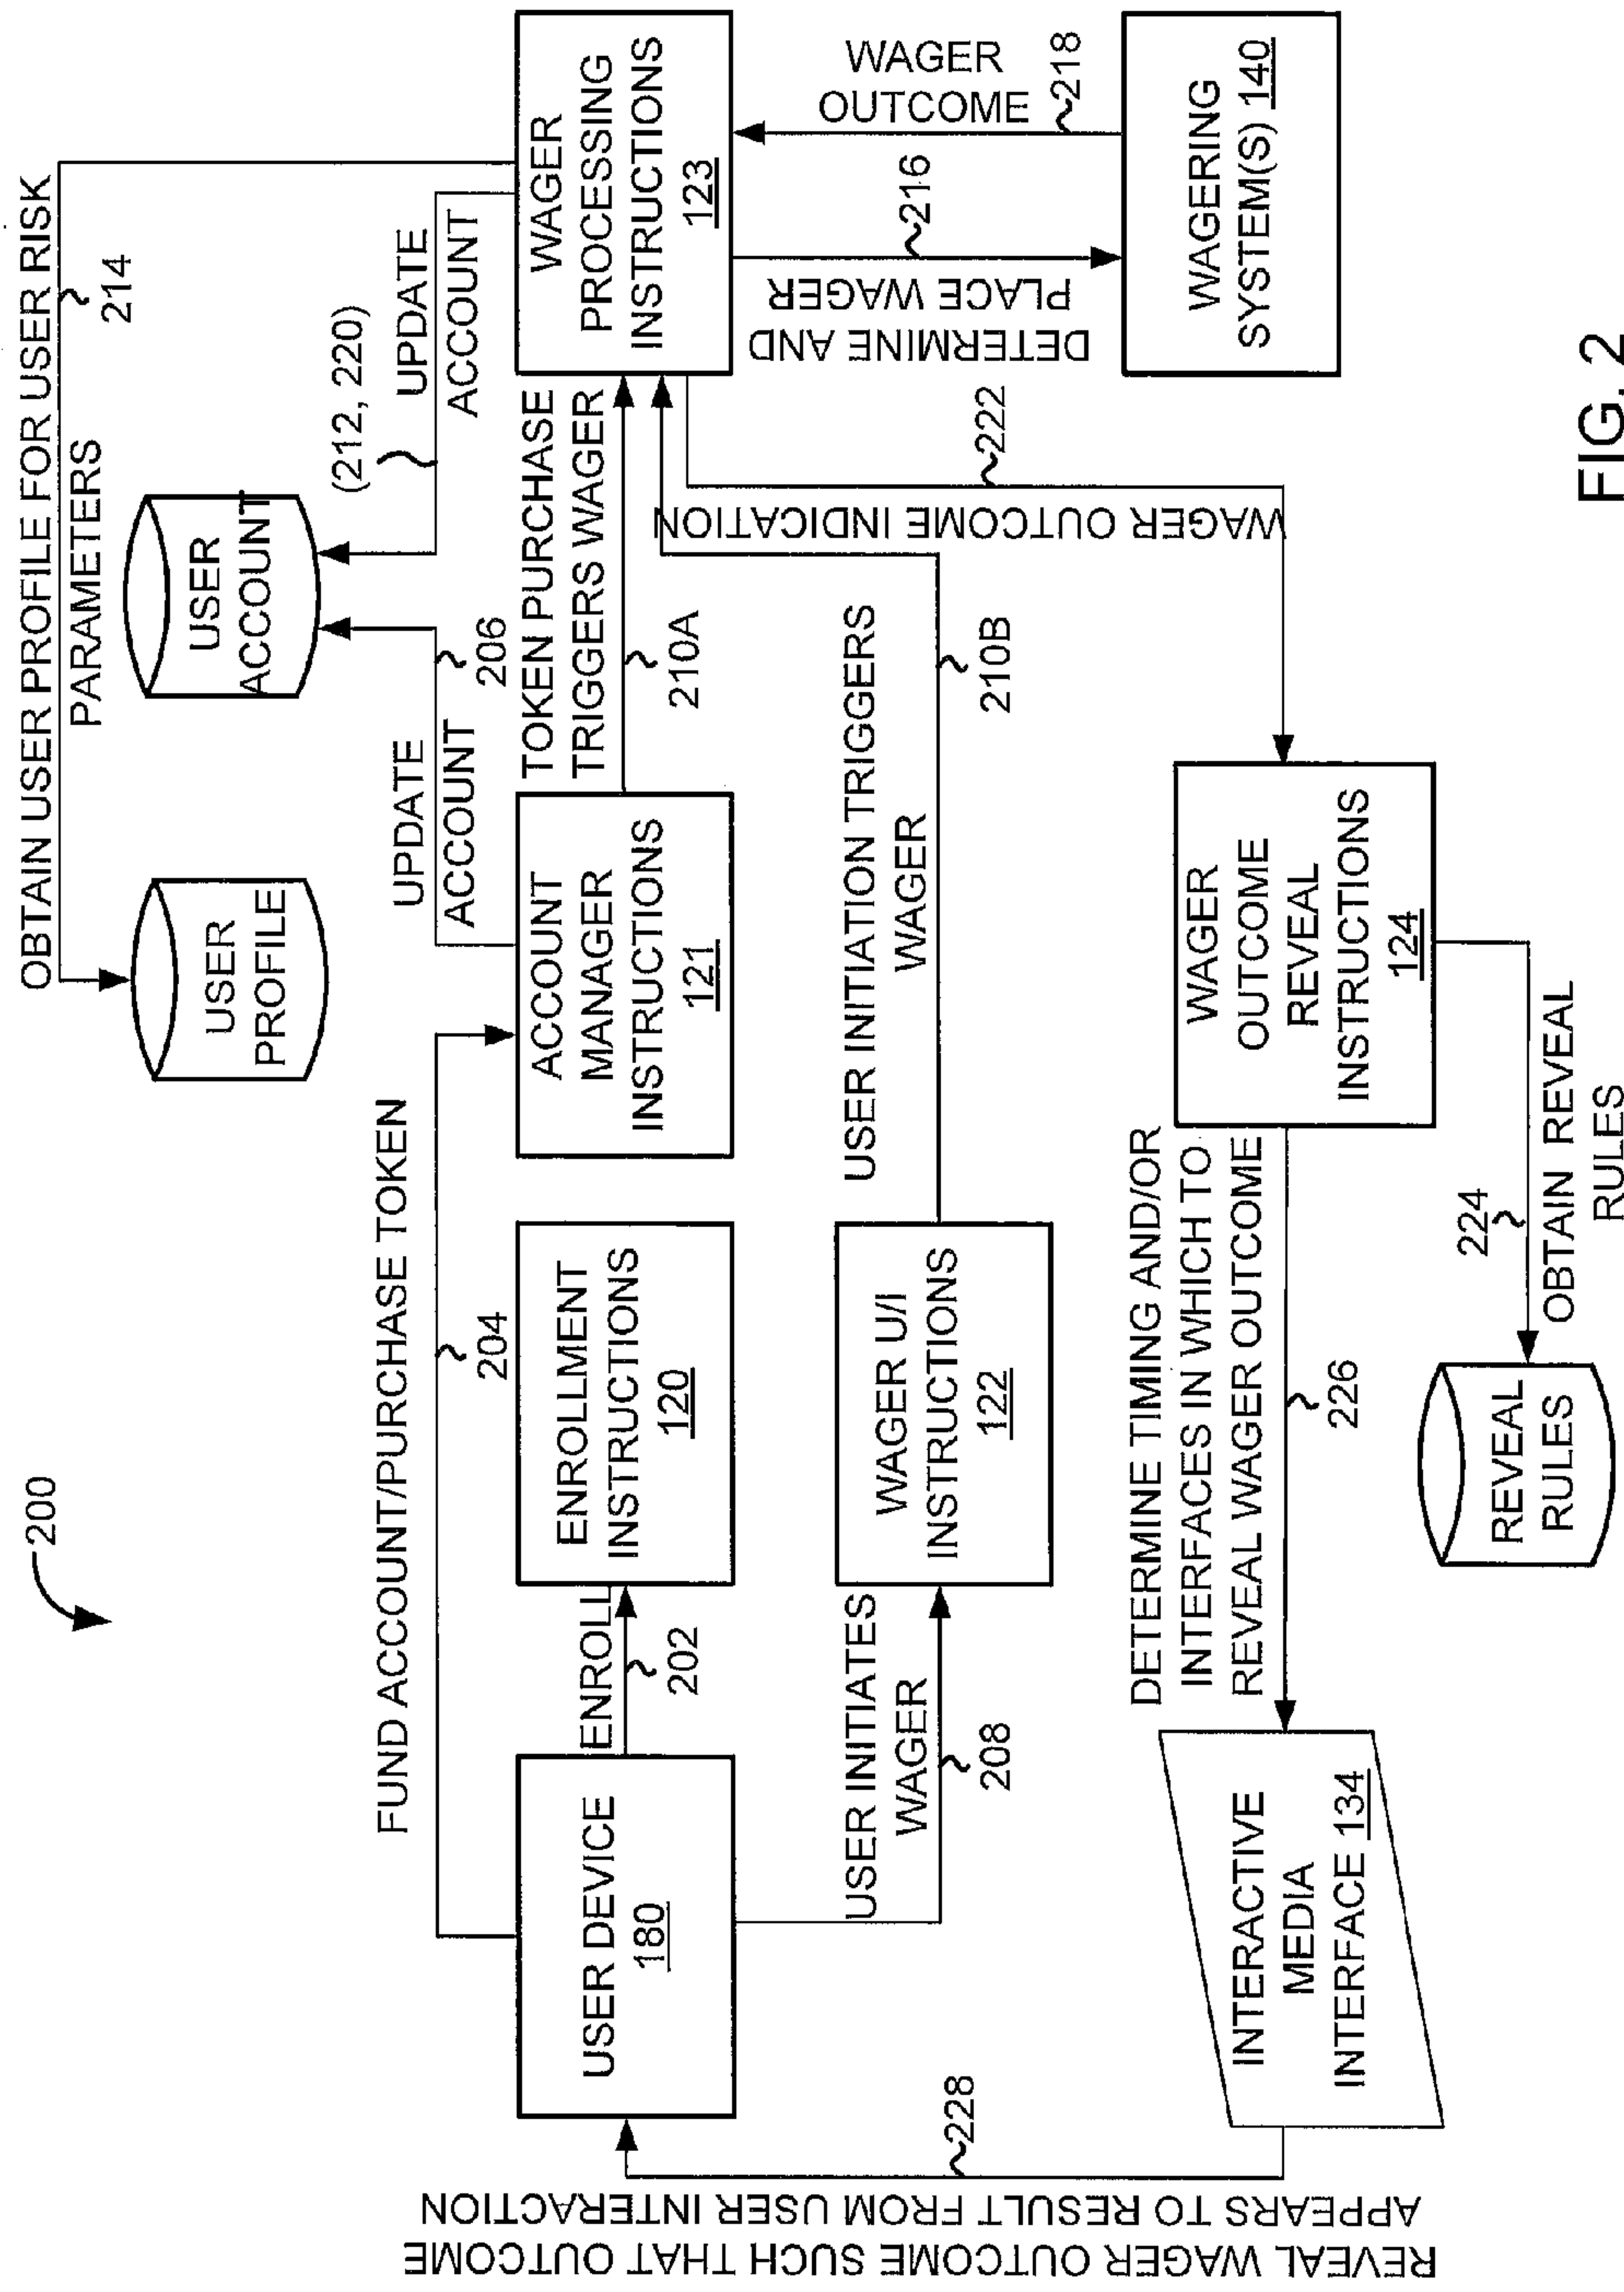 200
OBTAIN USER PROFILE FOR USER RISK
PARAMETERS
214
USER
PROFILE
USER
ACCOUNT
(212, 220)
UPDATE
ACCOUNT
UPDATE
ACCOUNT
206
FUND ACCOUNT/PURCHASE TOKEN
204
USER DEVICE
180
ENROLL
202
ENROLLMENT
INSTRUCTIONS
120
ACCOUNT
MANAGER
INSTRUCTIONS
121
TOKEN PURCHASE
TRIGGERS WAGER
210A
WAGER
PROCESSING
INSTRUCTIONS
123
USER INITIATES
WAGER
208
WAGER U/I
INSTRUCTIONS
122
USER INITIATION TRIGGERS
WAGER
210B
DETERMINE AND
PLACE WAGER
216
WAGER
OUTCOME
218
WAGERING
SYSTEM(S) 140
WAGER OUTCOME INDICATION
222
WAGER
OUTCOME
REVEAL
INSTRUCTIONS
124
DETERMINE TIMING AND/OR
INTERFACES IN WHICH TO
REVEAL WAGER OUTCOME
226
224
OBTAIN REVEAL
RULES
REVEAL
RULES
INTERACTIVE
MEDIA
INTERFACE 134
228
REVEAL WAGER OUTCOME SUCH THAT OUTCOME
APPEARS TO RESULT FROM USER INTERACTION
FIG. 2